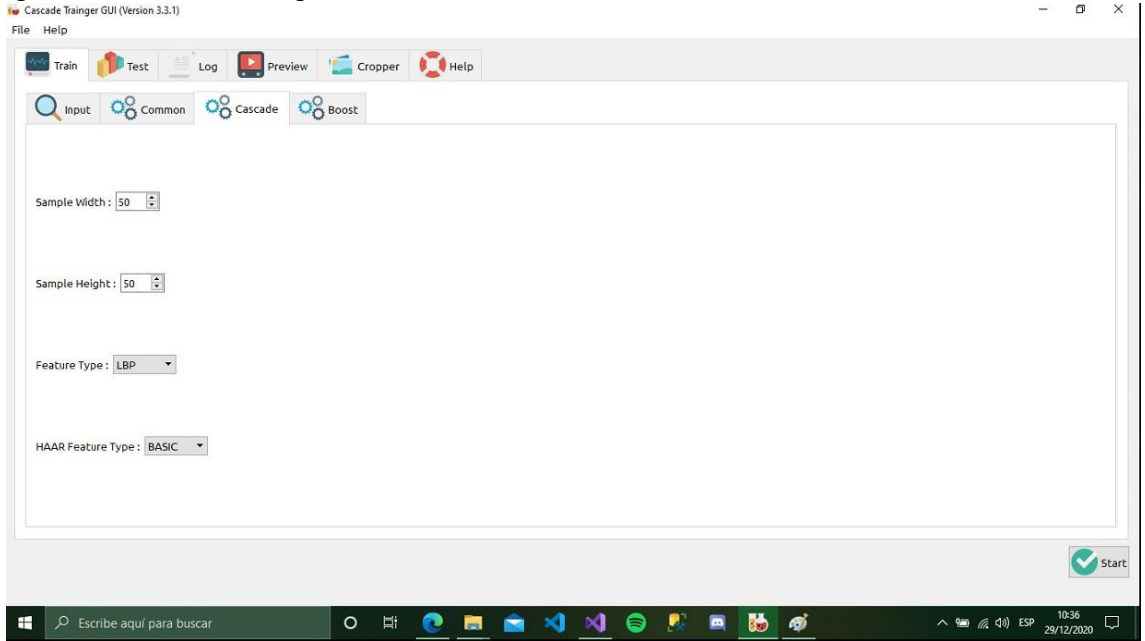 Cascade Trainger GUI (Version 3.3.1)
File Help
Train Test Log Preview Cropper Help
Input Common Cascade Boost
Sample Width : 50
Sample Height : 50
Feature Type : LBP
HAAR Feature Type : BASIC
Start
Escribe aquí para buscar
ESP
10:36
29/12/2020